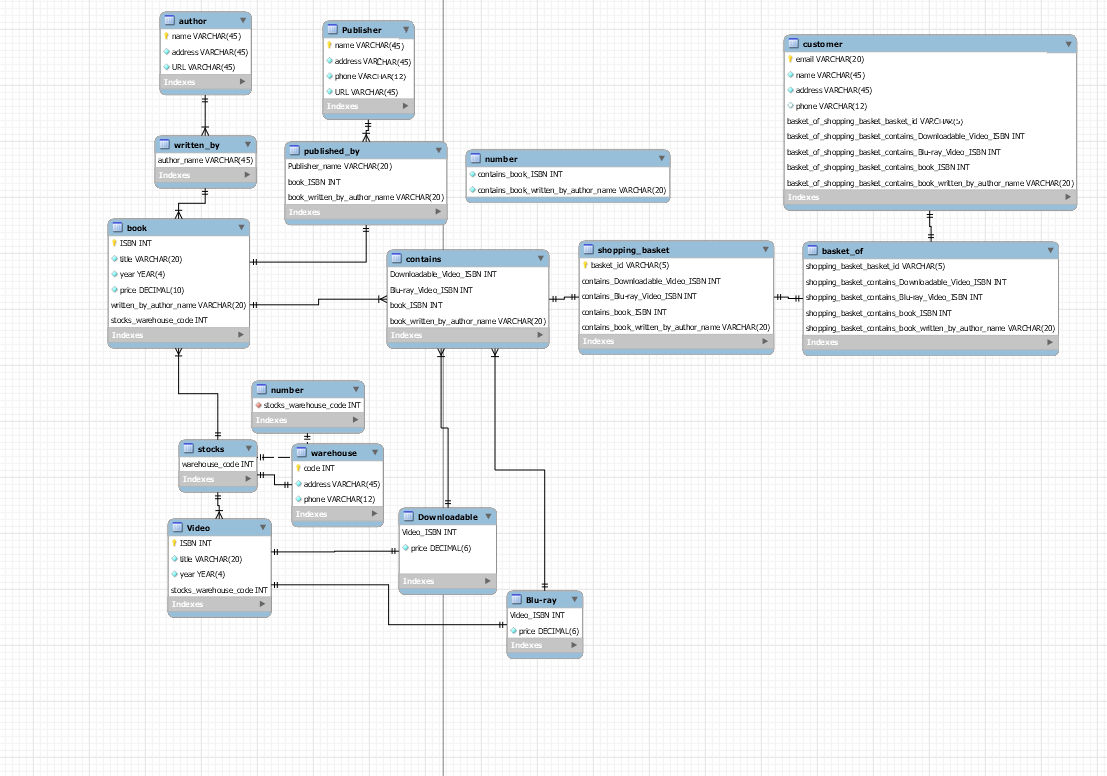 author
name VARCHAR(45)
address VARCHAR(45)
URL VARCHAR(45)
Indexes
Publisher
name VARCHAR(45)
address VARCHAR(45)
phone VARCHAR(12)
URL VARCHAR(45)
Indexes
customer
email VARCHAR(20)
name VARCHAR(45)
address VARCHAR(45)
phone VARCHAR(12)
basket_of_shopping_basket_basket_id VARCHAR(5)
basket_of_shopping_basket_contains_Downloadable_Video_ISBN INT
basket_of_shopping_basket_contains_Blu-ray_Video_ISBN INT
basket_of_shopping_basket_contains_book_ISBN INT
basket_of_shopping_basket_contains_book_written_by_author_name VARCHAR(20)
Indexes
written_by
author_name VARCHAR(45)
Indexes
published_by
Publisher_name VARCHAR(20)
book_ISBN INT
book_written_by_author_name VARCHAR(20)
Indexes
number
contains_book_ISBN INT
contains_book_written_by_author_name VARCHAR(20)
book
ISBN INT
title VARCHAR(20)
year YEAR(4)
price DECIMAL(10)
written_by_author_name VARCHAR(20)
stocks_warehouse_code INT
Indexes
contains
Downloadable_Video_ISBN INT
Blu-ray_Video_ISBN INT
book_ISBN INT
book_written_by_author_name VARCHAR(20)
Indexes
shopping_basket
basket_id VARCHAR(5)
contains_Downloadable_Video_ISBN INT
contains_Blu-ray_Video_ISBN INT
contains_book_ISBN INT
contains_book_written_by_author_name VARCHAR(20)
Indexes
basket_of
shopping_basket_basket_id VARCHAR(5)
shopping_basket_contains_Downloadable_Video_ISBN INT
shopping_basket_contains_Blu-ray_Video_ISBN INT
shopping_basket_contains_book_ISBN INT
shopping_basket_contains_book_written_by_author_name VARCHAR(20)
Indexes
number
stocks_warehouse_code INT
Indexes
stocks
warehouse_code INT
Indexes
warehouse
code INT
address VARCHAR(45)
phone VARCHAR(12)
Indexes
Video
ISBN INT
title VARCHAR(20)
year YEAR(4)
stocks_warehouse_code INT
Indexes
Downloadable
Video_ISBN INT
price DECIMAL(6)
Indexes
Blu-ray
Video_ISBN INT
price DECIMAL(6)
Indexes